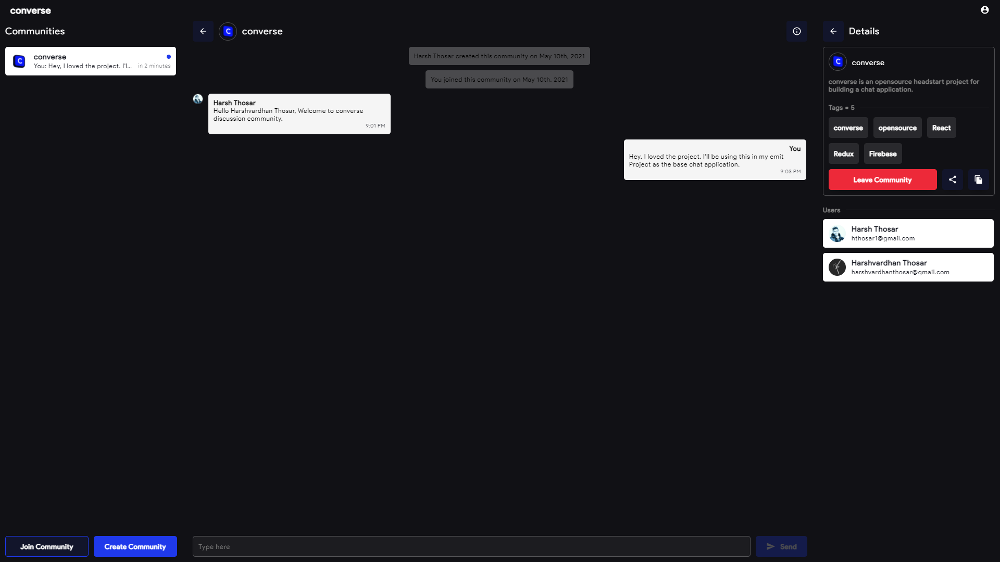 converse
Communities
C
converse
You: Hey, I loved the project. I'l...
in 2 minutes
Join Community
Create Community
C
converse
Harsh Thosar created this community on May 10th, 2021
You joined this community on May 10th, 2021
Harsh Thosar
Hello Harshvardhan Thosar, Welcome to converse
discussion community.
9:01 PM
You
Hey, I loved the project. I'll be using this in my emit
Project as the base chat application.
9:03 PM
Type here
Send
Details
C
converse
converse is an opensource headstart project for
building a chat application.
Tags • 5
converse
opensource
React
Redux
Firebase
Leave Community
Users
Harsh Thosar
hthosar1@gmail.com
Harshvardhan Thosar
harshvardhanthosar@gmail.com